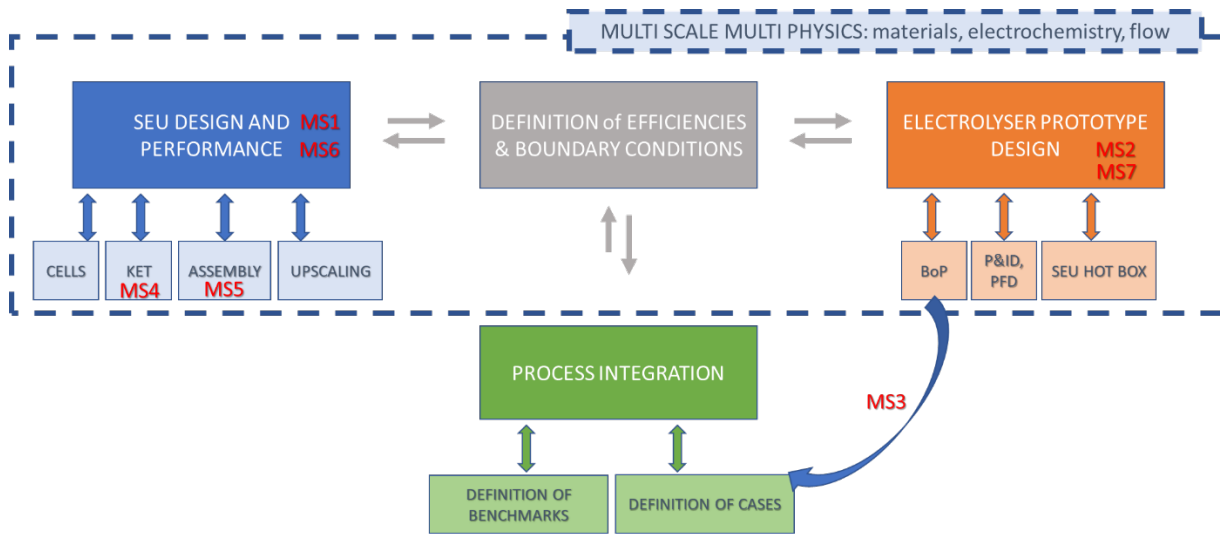 MULTI SCALE MULTI PHYSICS: materials, electrochemistry, flow
SEU DESIGN AND MS1
PERFORMANCE MS6
DEFINITION of EFFICIENCIES
& BOUNDARY CONDITIONS
ELECTROLYSER PROTOTYPE
DESIGN MS2
MS7
CELLS
KET
MS4
ASSEMBLY
MS5
UPSCALING
BoP
P&ID,
PFD
SEU HOT BOX
PROCESS INTEGRATION
MS3
DEFINITION OF
BENCHMARKS
DEFINITION OF CASES